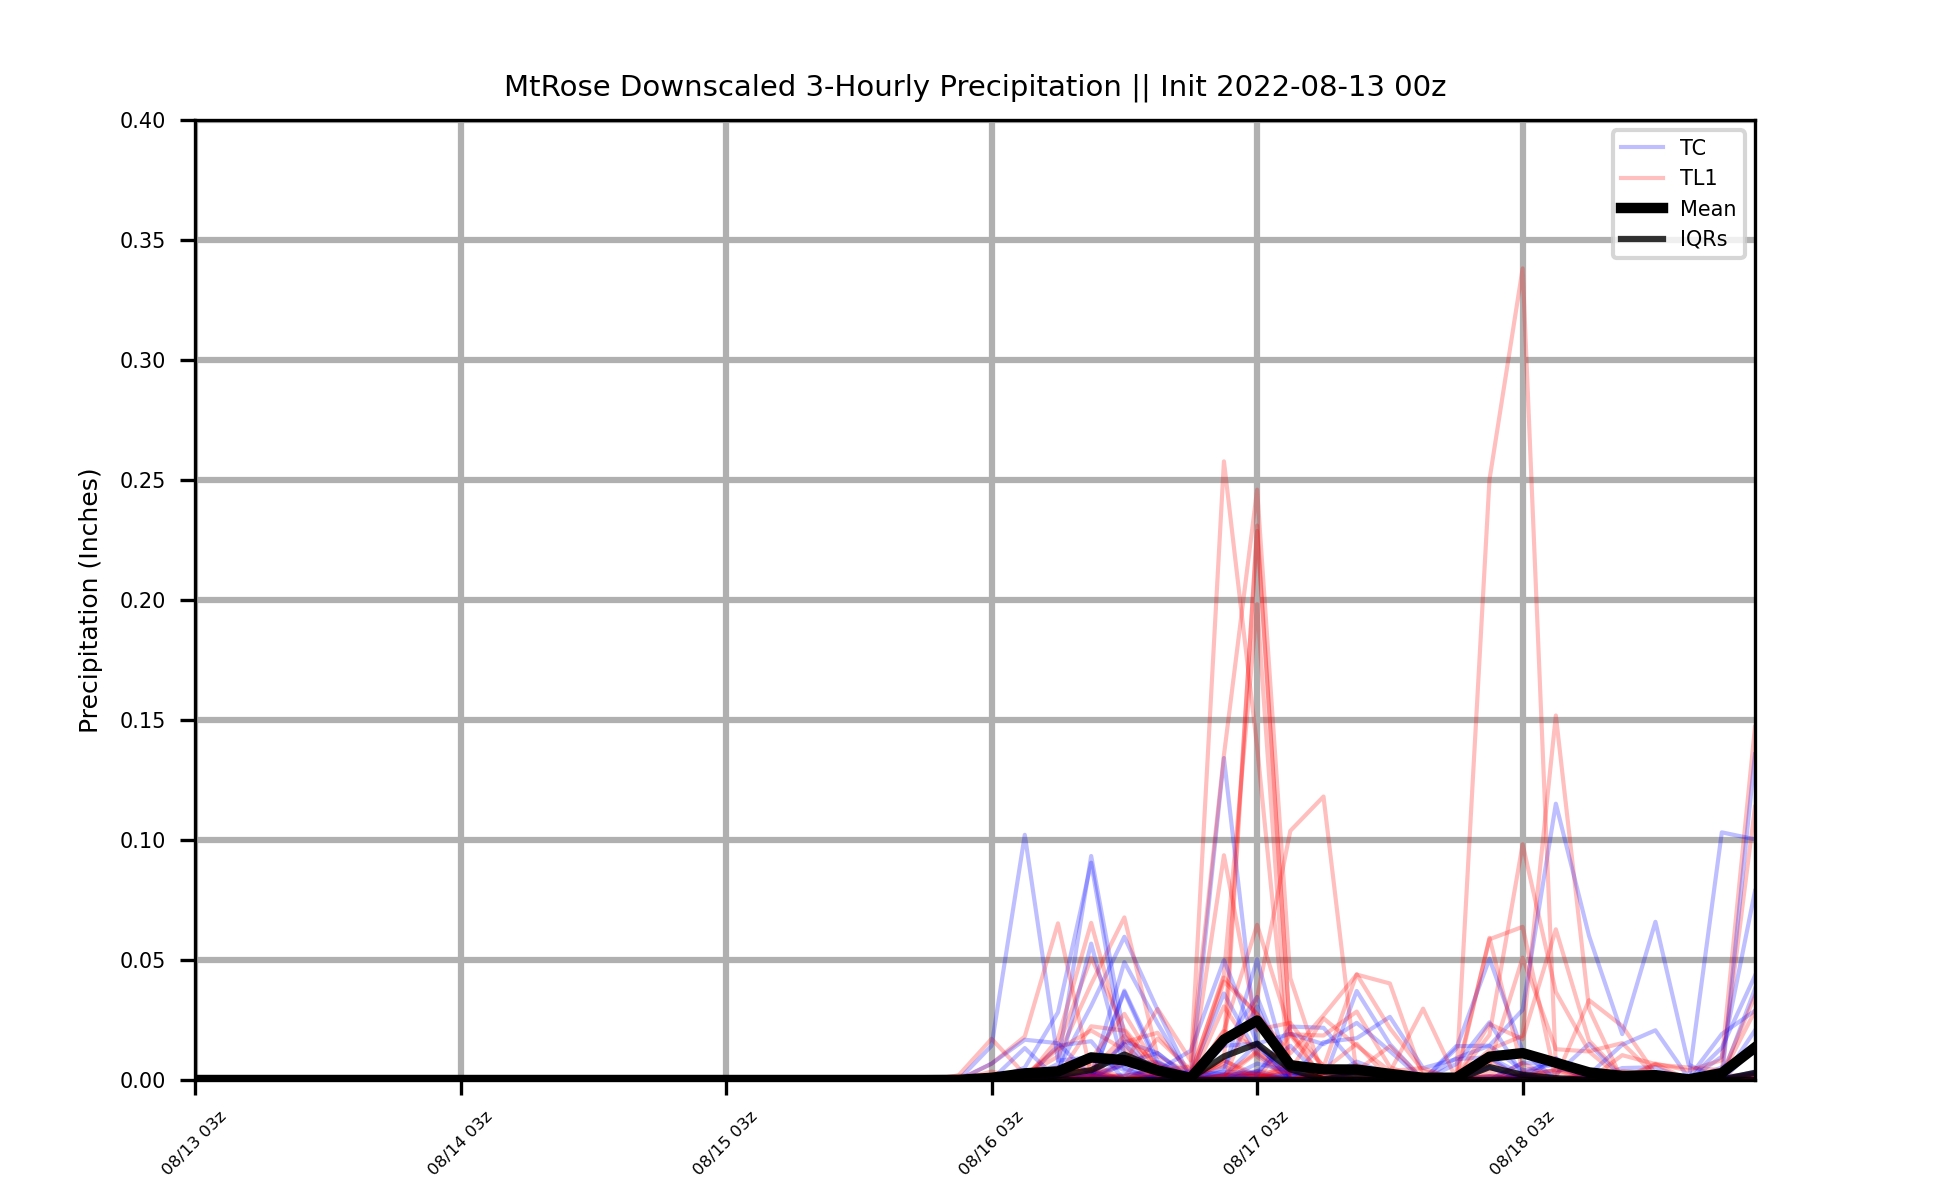 MtRose Downscaled 3-Hourly Precipitation || Init 2022-08-13 00z
TC
TL1
Mean
IQRs
Precipitation (Inches)
0.40
0.35
0.30
0.25
0.20
0.15
0.10
0.05
0.00
08/13 03z
08/14 03z
08/15 03z
08/16 03z
08/17 03z
08/18 03z